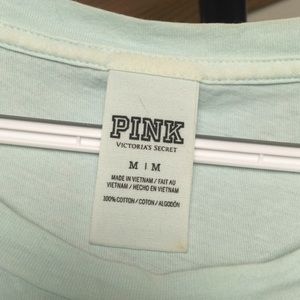 PINK
VICTORIA'S SECRET
M | M
MADE IN VIETNAM / FAIT AU
VIETNAM / HECHO EN VIETNAM
100% COTTON / COTON / ALGODÓN